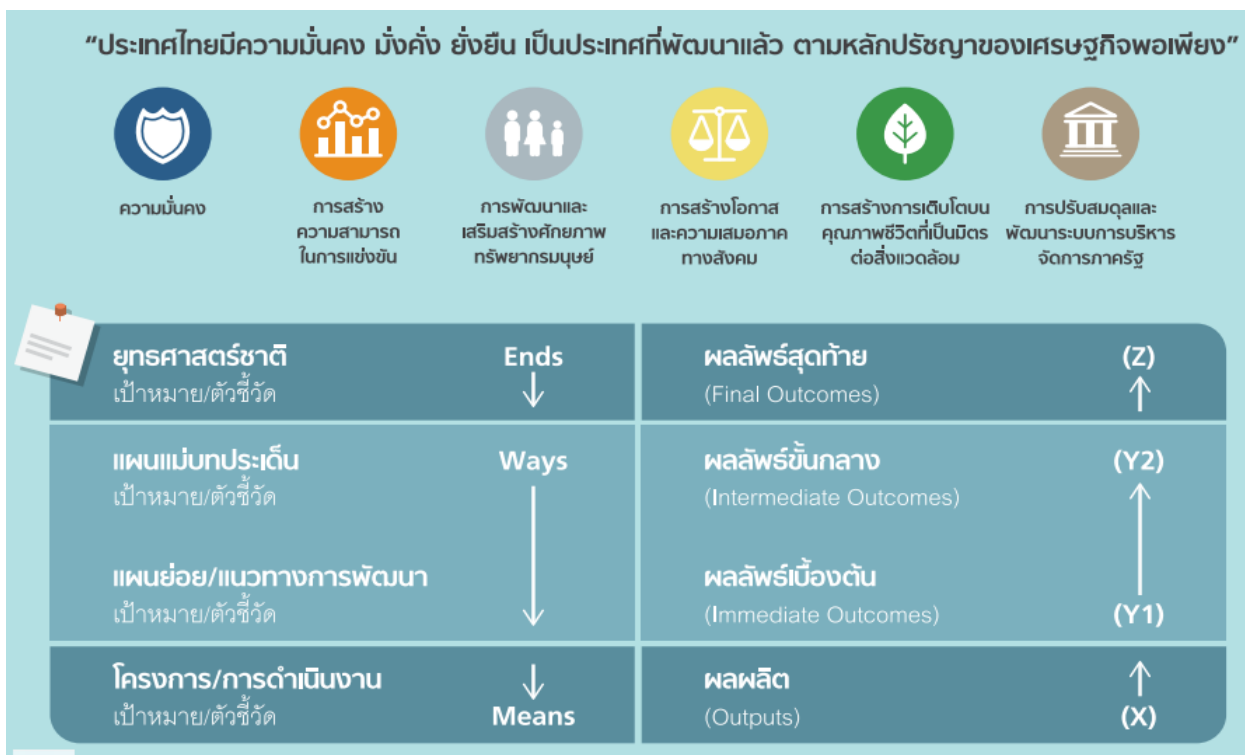 “ประเทศไทยมีความมั่นคง มั่งคั่ง ยั่งยืน เป็นประเทศที่พัฒนาแล้ว ตามหลักปรัชญาของเศรษฐกิจพอเพียง”
ความมั่นคง
การสร้าง
ความสามารถ
ในการแข่งขัน
การพัฒนาและ
เสริมสร้างศักยภาพ
ทรัพยากรมนุษย์
การสร้างโอกาส
และความเสมอภาค
ทางสังคม
การสร้างการเติบโตบน
คุณภาพชีวิตที่เป็นมิตร
ต่อสิ่งแวดล้อม
การปรับสมดุลและ
พัฒนาระบบการบริหาร
จัดการภาครัฐ
ยุทธศาสตร์ชาติ Ends
เป้าหมาย/ตัวชี้วัด
ผลลัพธ์สุดท้าย (Z)
(Final Outcomes)
แผนแม่บทประเด็น Ways
เป้าหมาย/ตัวชี้วัด
ผลลัพธ์ขั้นกลาง (Y2)
(Intermediate Outcomes)
แผนย่อย/แนวทางการพัฒนา
เป้าหมาย/ตัวชี้วัด
ผลลัพธ์เบื้องต้น
(Immediate Outcomes) (Y1)
โครงการ/การดำเนินงาน
เป้าหมาย/ตัวชี้วัด Means
ผลผลิต
(Outputs) (X)